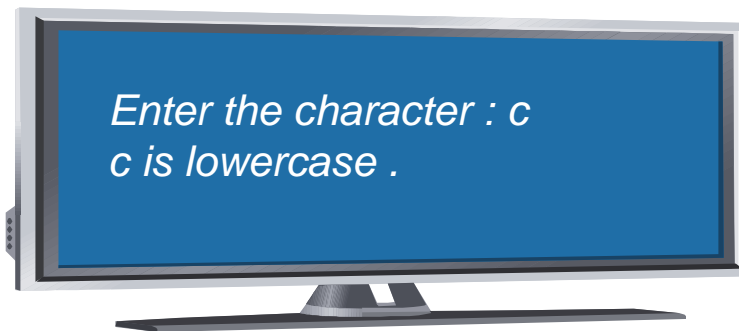 Enter the character : c
c is lowercase .